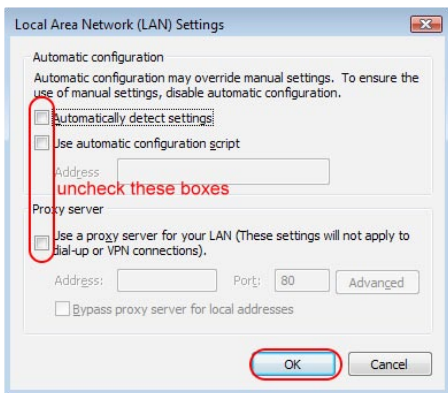 Local Area Network (LAN) Settings
Automatic configuration
Automatic configuration may override manual settings. To ensure the
use of manual settings, disable automatic configuration.
Automatically detect settings
Use automatic configuration script
Address
uncheck these boxes
Proxy server
Use a proxy server for your LAN (These settings will not apply to
dial-up or VPN connections).
Address: Port: 80 Advanced
Bypass proxy server for local addresses
OK Cancel